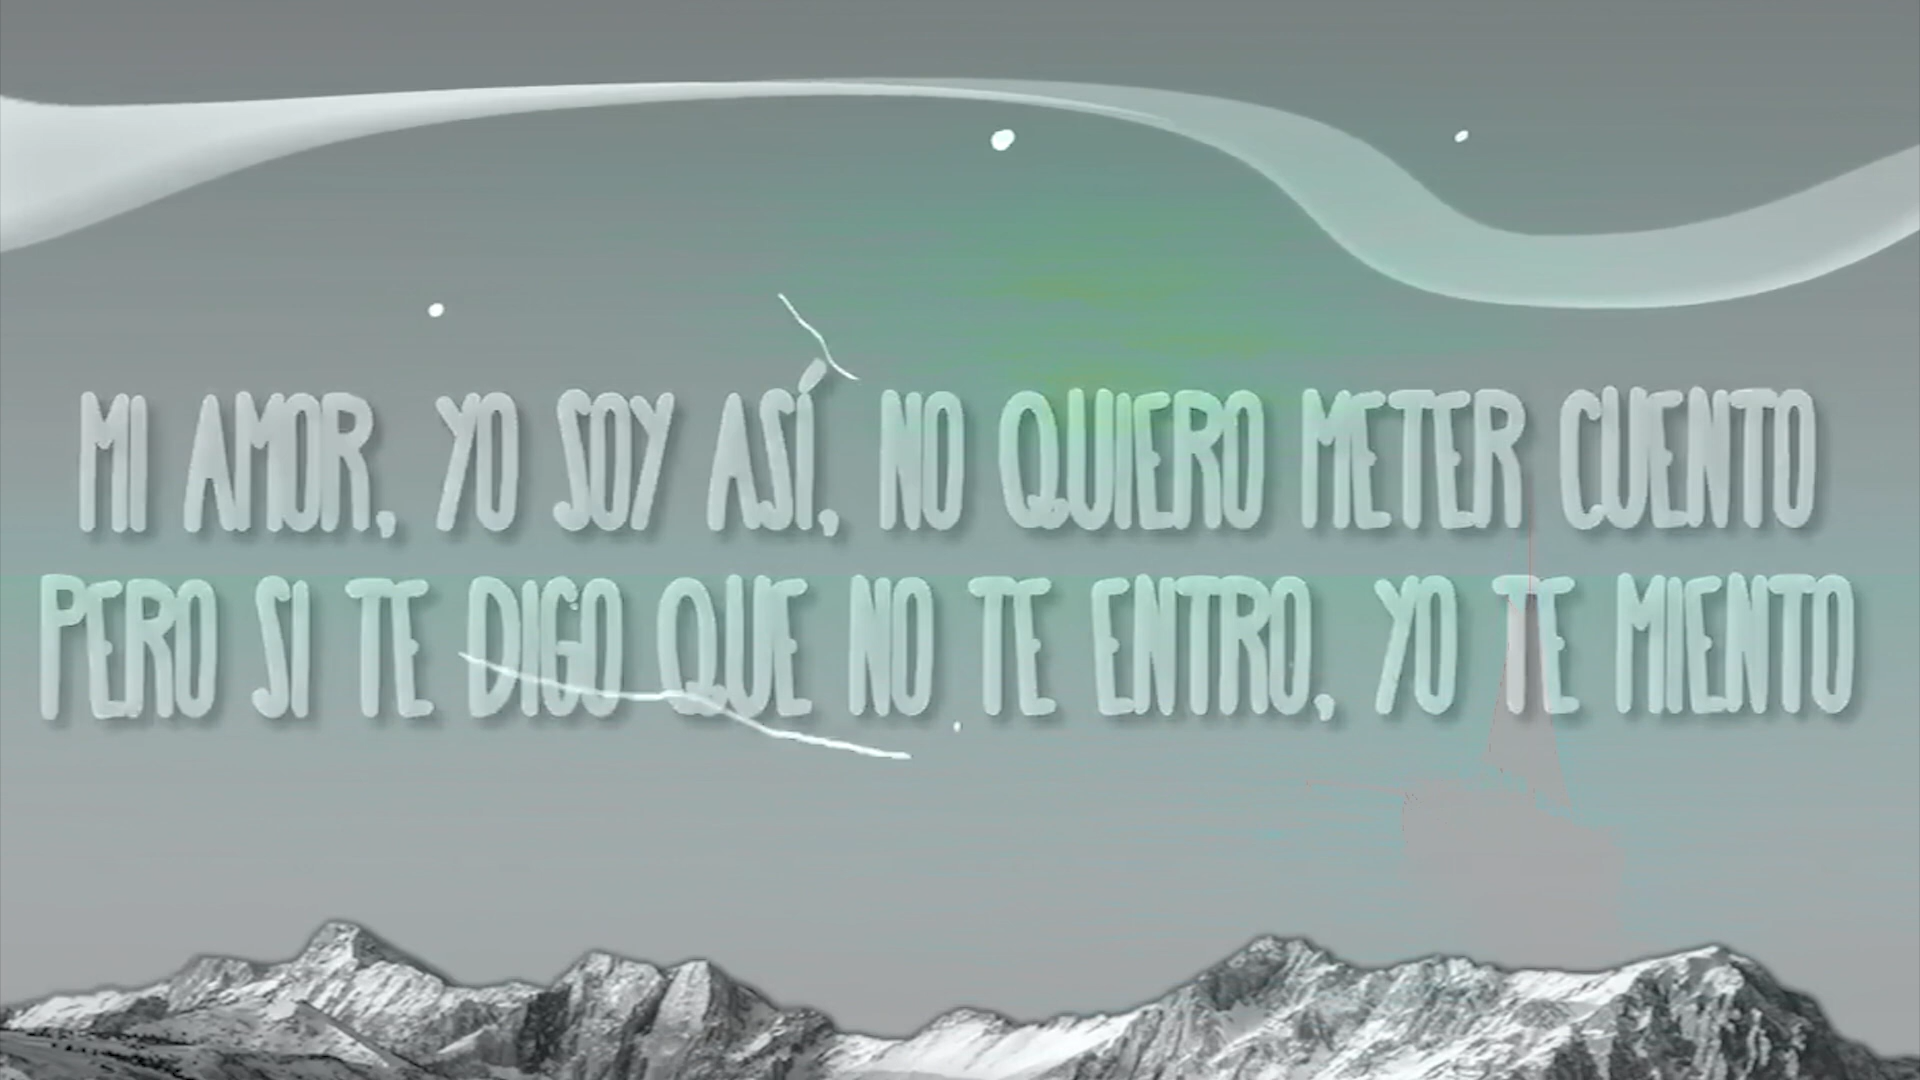 MI AMOR, YO SOY ASÍ, NO QUIERO METER CUENTO
PERO SI TE DIGO QUE NO TE ENTRO, YO TE MIENTO